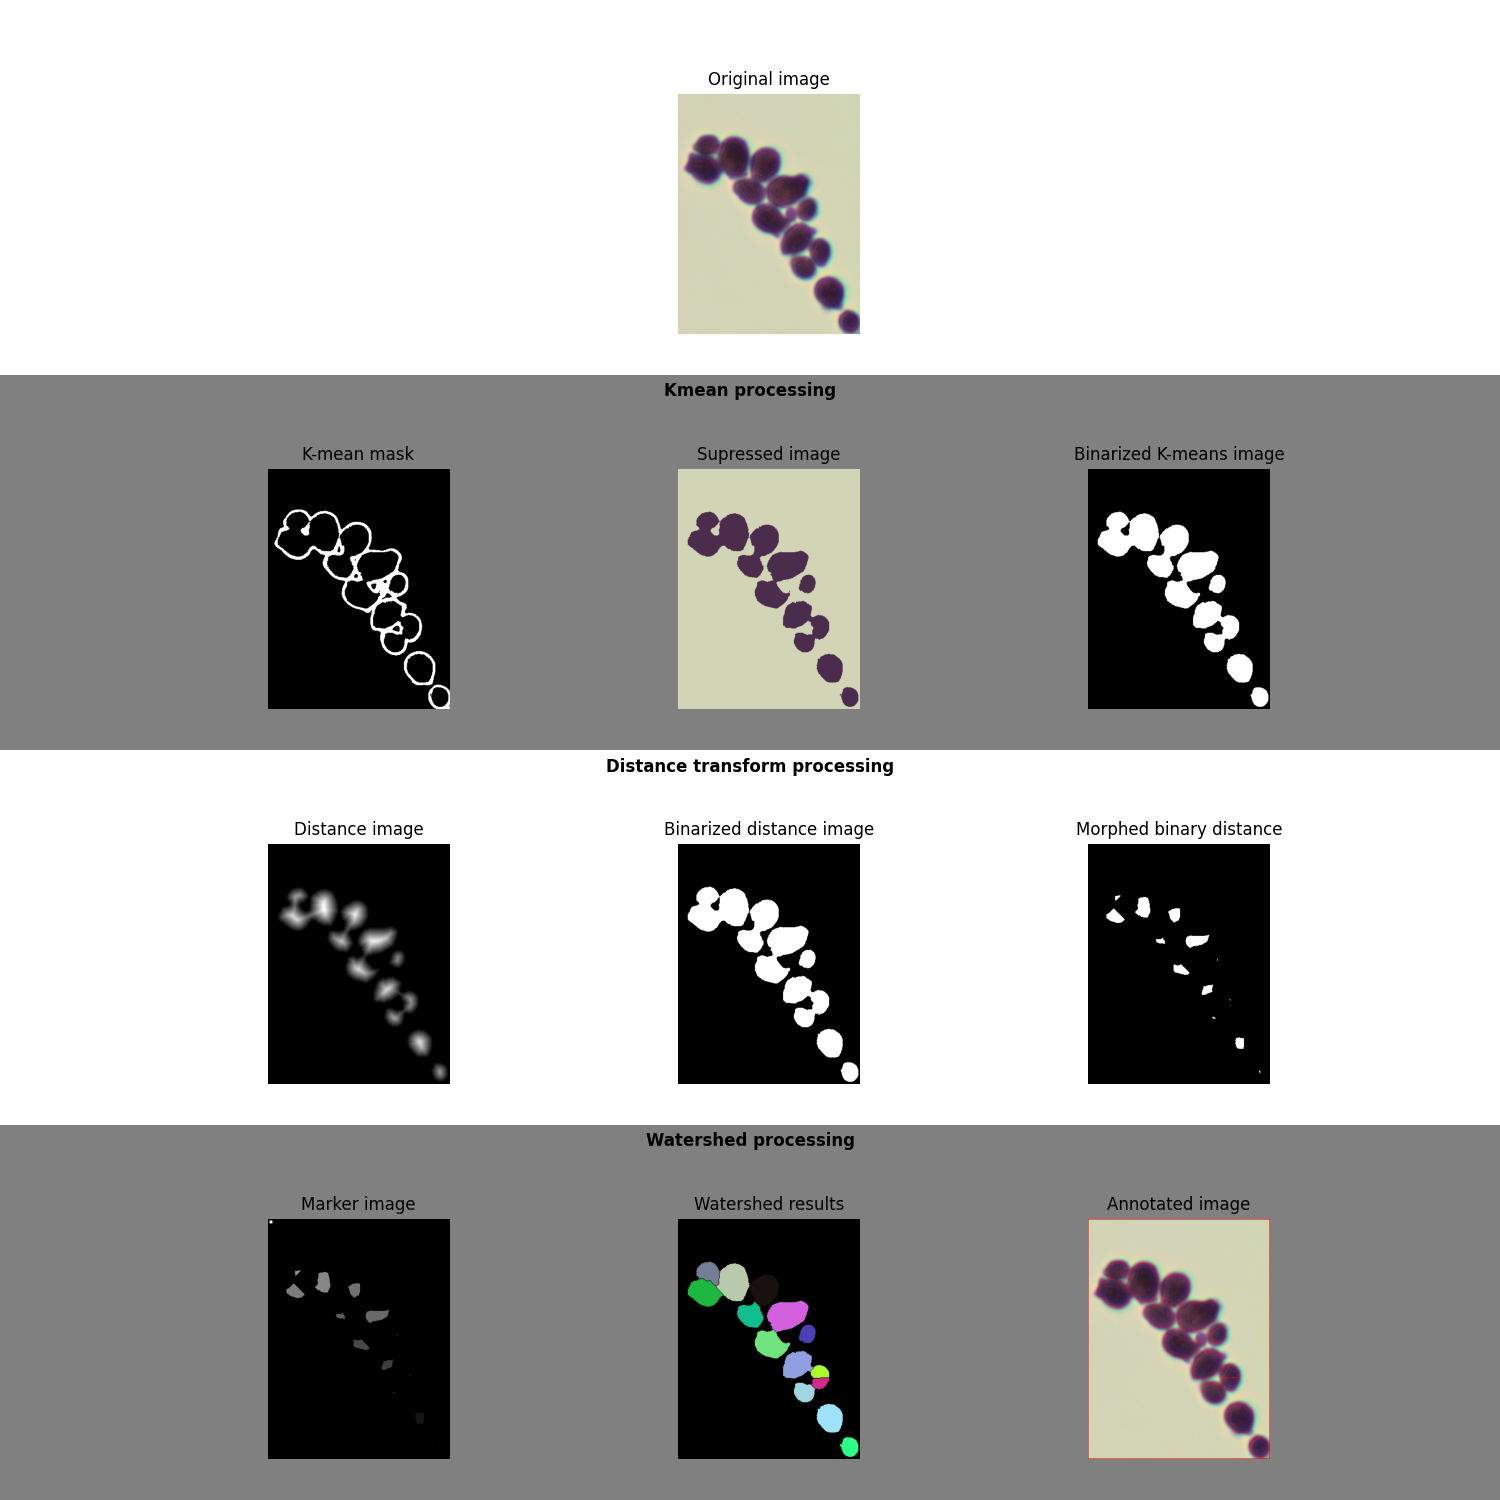 Original image
Kmean processing
K-mean mask
Supressed image
Binarized K-means image
Distance transform processing
Distance image
Binarized distance image
Morphed binary distance
Watershed processing
Marker image
Watershed results
Annotated image